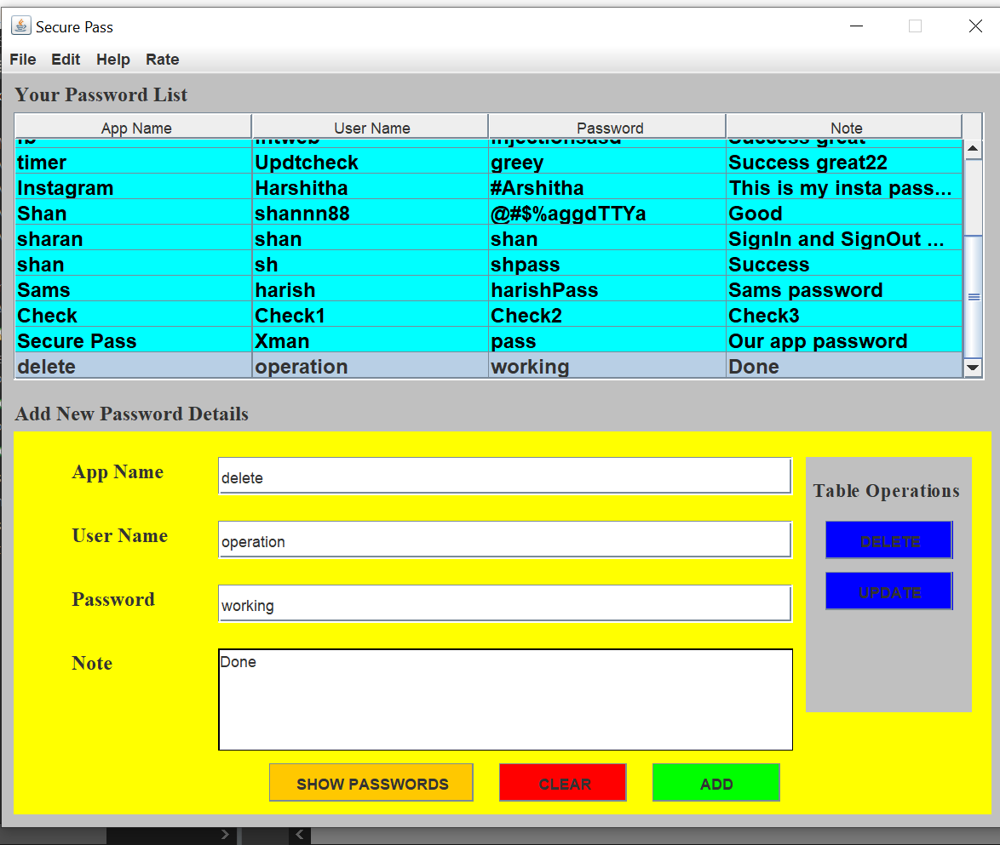 Secure Pass
File Edit Help Rate
Your Password List
App Name User Name Password Note
timer Updtcheck greey Success great22
Instagram Harshitha #Arshitha This is my insta pass...
Shan shannn88 @#$%aggdTTYa Good
sharan shan shan SignIn and SignOut ...
shan sh shpass Success
Sams harish harishPass Sams password
Check Check1 Check2 Check3
Secure Pass Xman pass Our app password
delete operation working Done
Add New Password Details
App Name delete
User Name operation
Password working
Note Done
Table Operations
DELETE
UPDATE
SHOW PASSWORDS CLEAR ADD